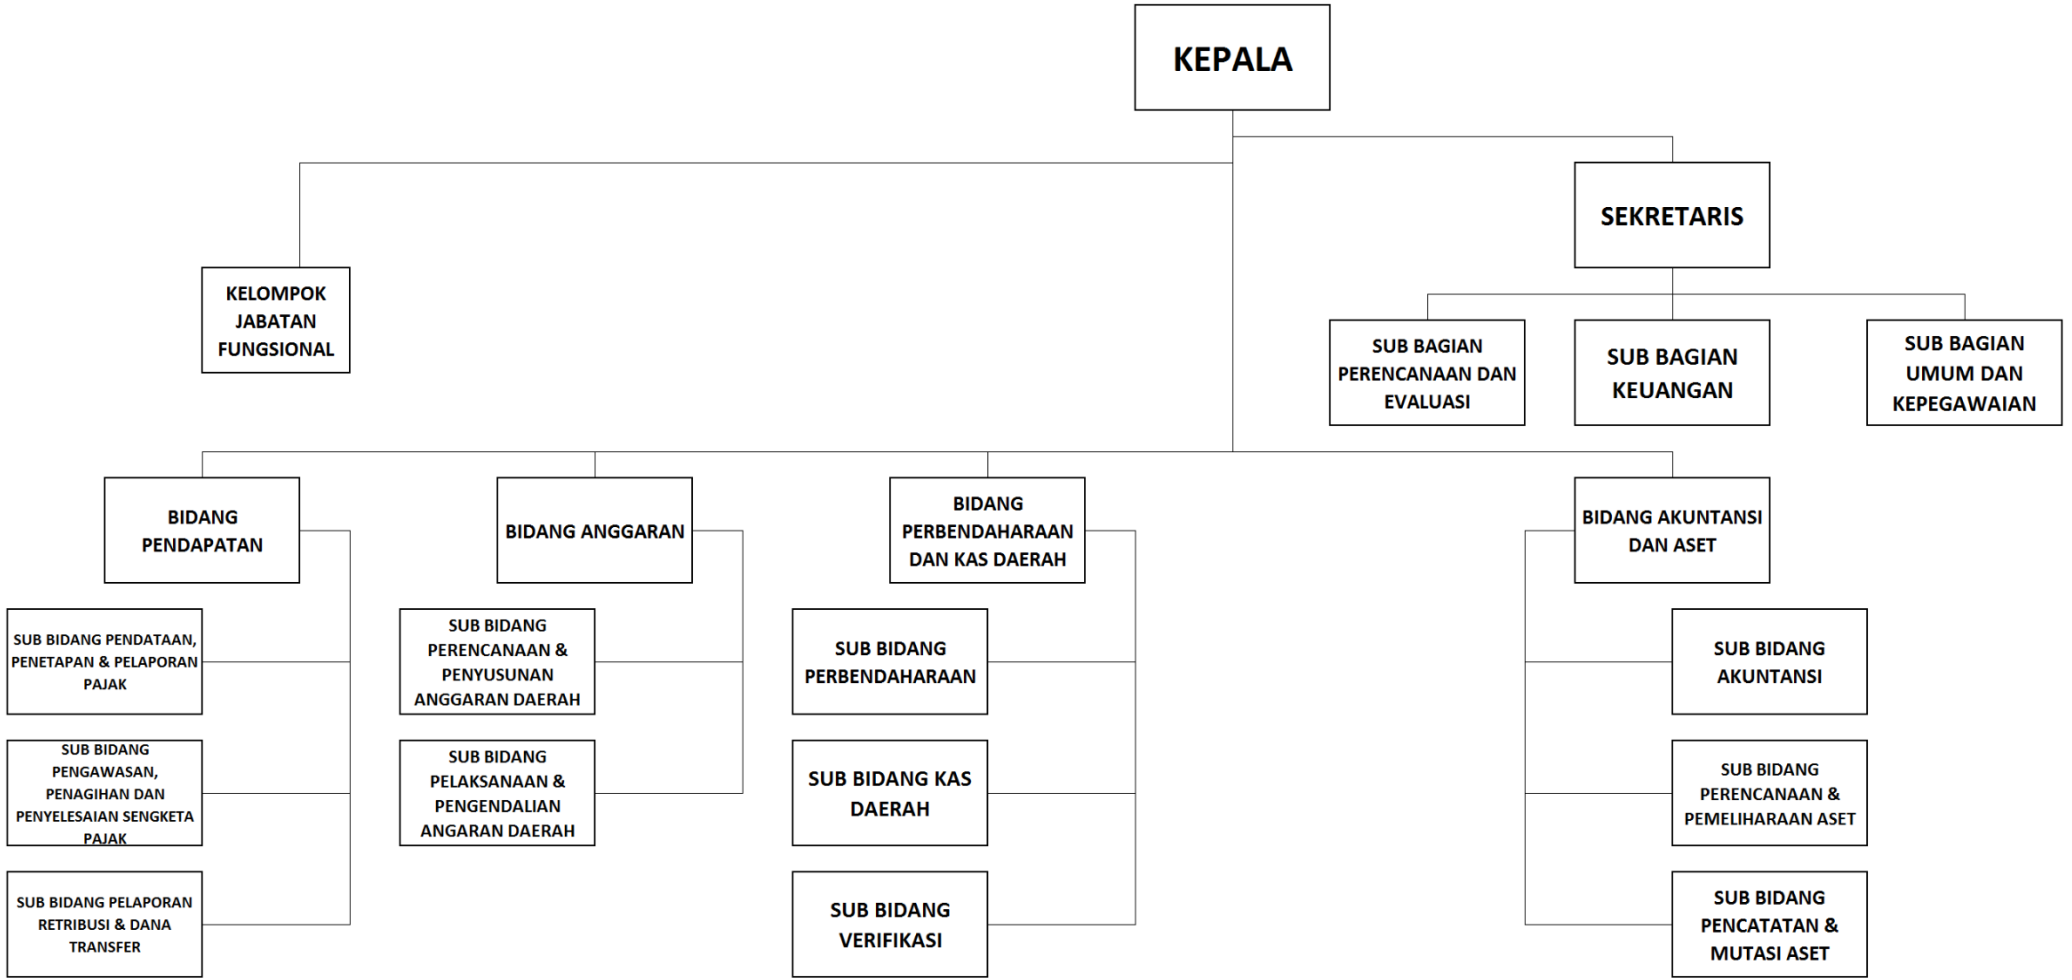 KEPALA
SEKRETARIS
KELOMPOK
JABATAN
FUNGSIONAL
SUB BAGIAN
PERENCANAAN DAN
EVALUASI
SUB BAGIAN
KEUANGAN
SUB BAGIAN
UMUM DAN
KEPEGAWAIAN
BIDANG
PENDAPATAN
BIDANG ANGGARAN
BIDANG
PERBENDAHARAAN
DAN KAS DAERAH
BIDANG AKUNTANSI
DAN ASET
SUB BIDANG PENDATAAN,
PENETAPAN & PELAPORAN
PAJAK
SUB BIDANG
PERENCANAAN &
PENYUSUNAN
ANGGARAN DAERAH
SUB BIDANG
PERBENDAHARAAN
SUB BIDANG
AKUNTANSI
SUB BIDANG
PENGAWASAN,
PENAGIHAN DAN
PENYELESAIAN SENGKETA
PAJAK
SUB BIDANG
PELAKSANAAN &
PENGENDALIAN
ANGARAN DAERAH
SUB BIDANG KAS
DAERAH
SUB BIDANG
PERENCANAAN &
PEMELIHARAAN ASET
SUB BIDANG PELAPORAN
RETRIBUSI & DANA
TRANSFER
SUB BIDANG
VERIFIKASI
SUB BIDANG
PENCATATAN &
MUTASI ASET